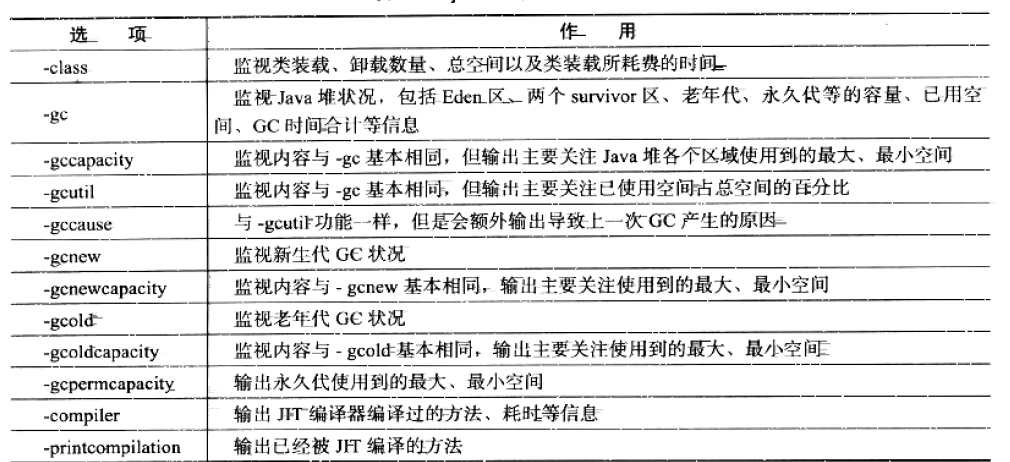 选 项 作 用
-class 监视类装载、卸载数量、总空间以及类装载所耗费的时间
-gc 监视 Java 堆状况，包括 Eden 区、两个 survivor 区、老年代、永久代等的容量、已用空
间、GC 时间合计等信息
-gccapacity 监视内容与 -gc 基本相同，但输出主要关注 Java 堆各个区域使用到的最大、最小空间
-gcutil 监视内容与 -gc 基本相同，但输出主要关注已使用空间占总空间的百分比
-gccause 与 -gcutil 功能一样，但是会额外输出导致上一次 GC 产生的原因
-gcnew 监视新生代 GC 状况
-gcnewcapacity 监视内容与 - gcnew 基本相同，输出主要关注使用到的最大、最小空间
-gcold 监视老年代 GC 状况
-gcoldcapacity 监视内容与 - gcold 基本相同，输出主要关注使用到的最大、最小空间
-gcpermcapacity 输出永久代使用到的最大、最小空间
-compiler 输出 JIT 编译器编译过的方法、耗时等信息
-printcompilation 输出已经被 JIT 编译的方法